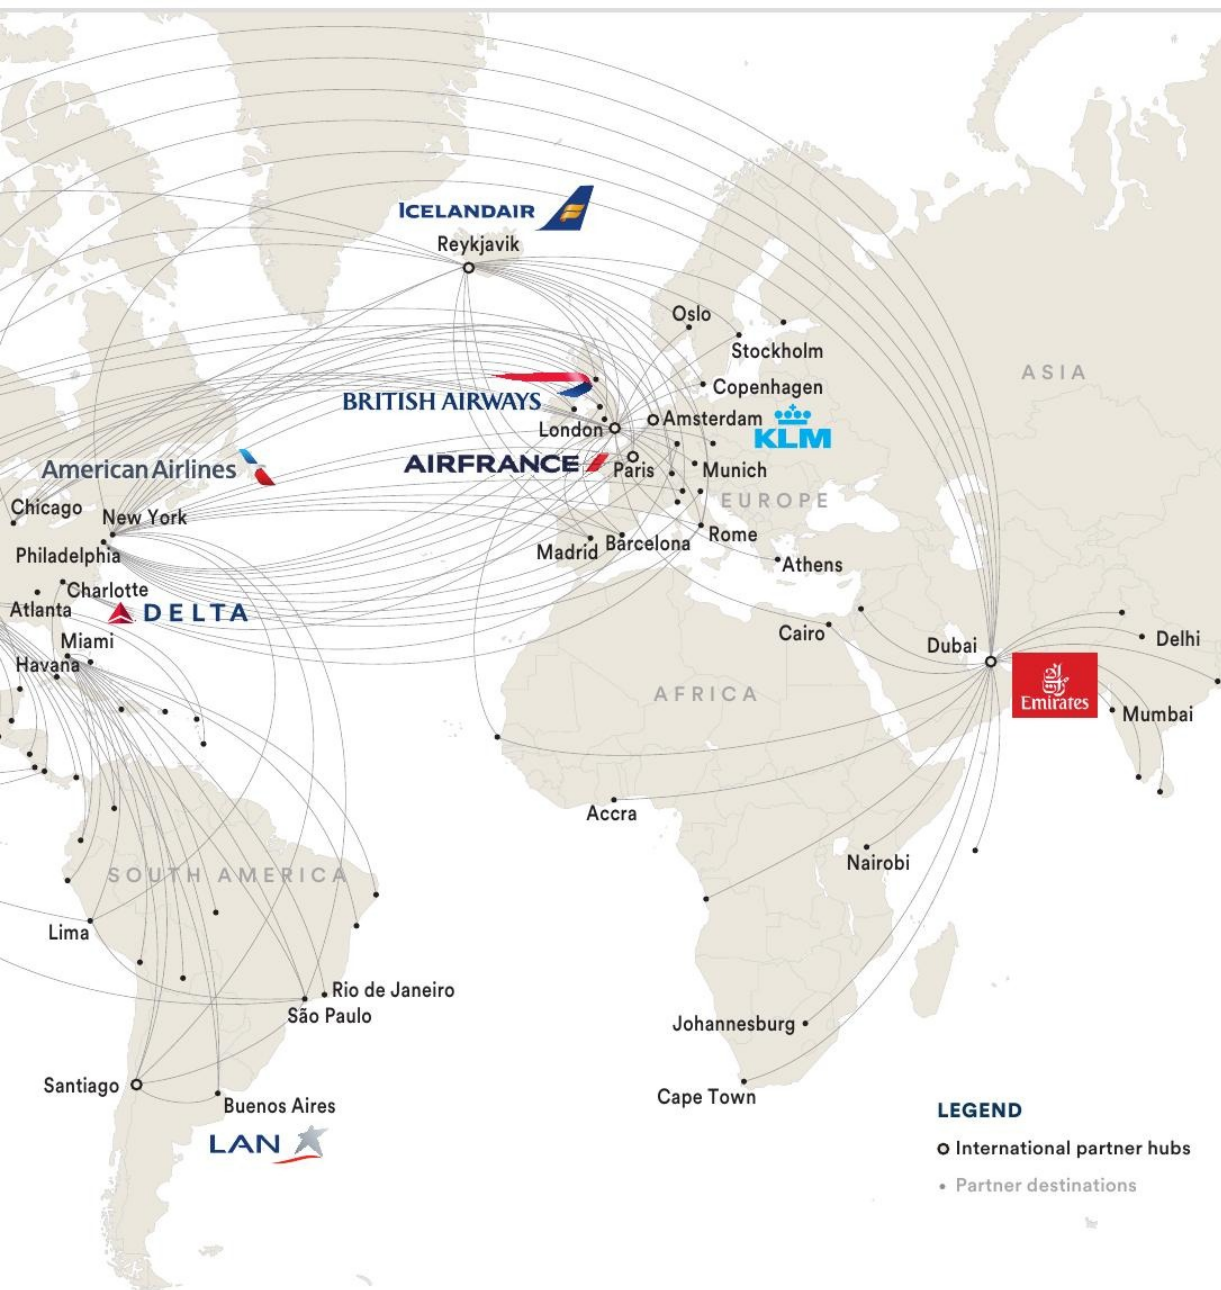 ICELANDAIR
Reykjavik
Oslo
Stockholm
ASIA
Copenhagen
BRITISH AIRWAYS
Amsterdam
London
KLM
AmericanAirlines
AIRFRANCE
Paris
Munich
EUROPE
Chicago
New York
Rome
Madrid
Barcelona
Philadelphia
Athens
Charlotte
Atlanta
DELTA
Cairo
Miami
Dubai
Delhi
Havana
AFRICA
Emirates
Mumbai
Accra
Nairobi
SOUTH AMERICA
Lima
Rio de Janeiro
São Paulo
Johannesburg
Santiago
Cape Town
Buenos Aires
LAN
LEGEND
International partner hubs
Partner destinations